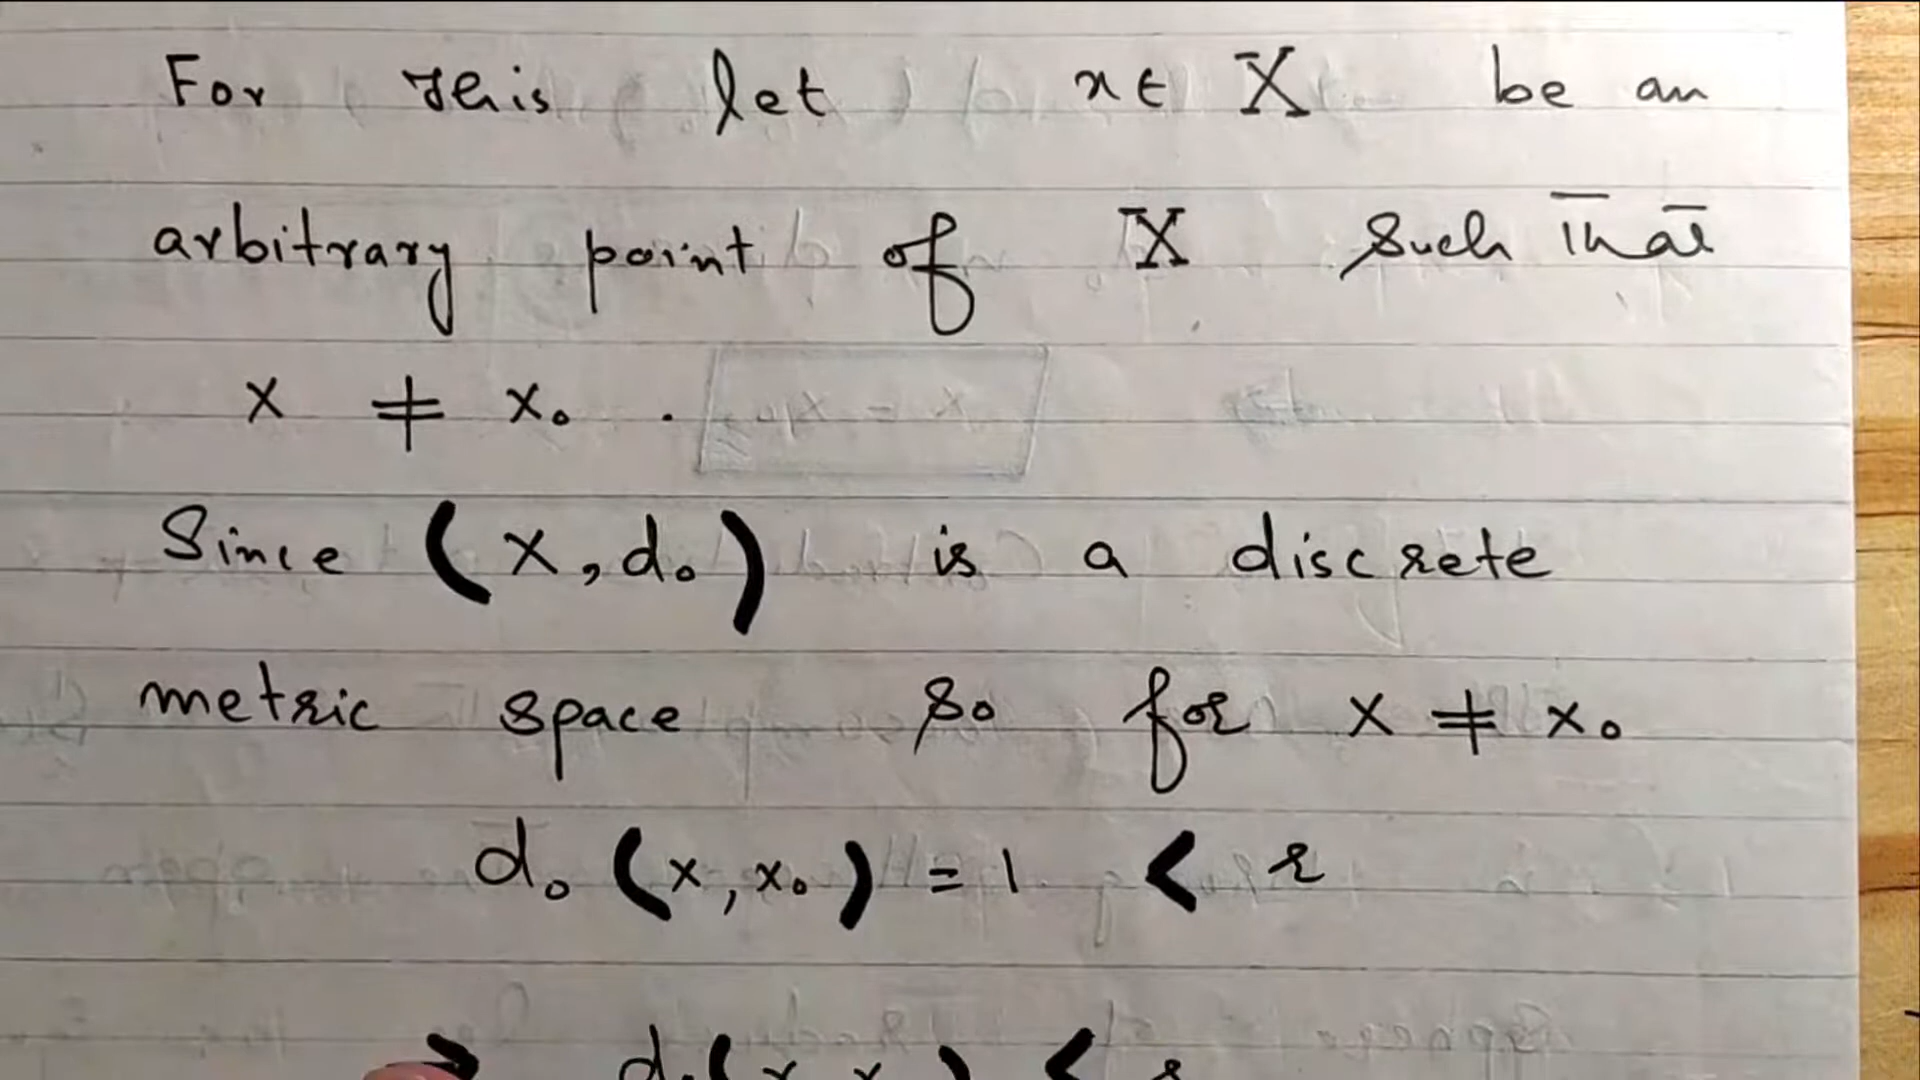 For this let x ∈ X be an
arbitrary point of X such that
x ≠ x₀ .
Since (X, d₀) is a discrete
metric space so for x ≠ x₀
d₀ (x, x₀) = 1 < r